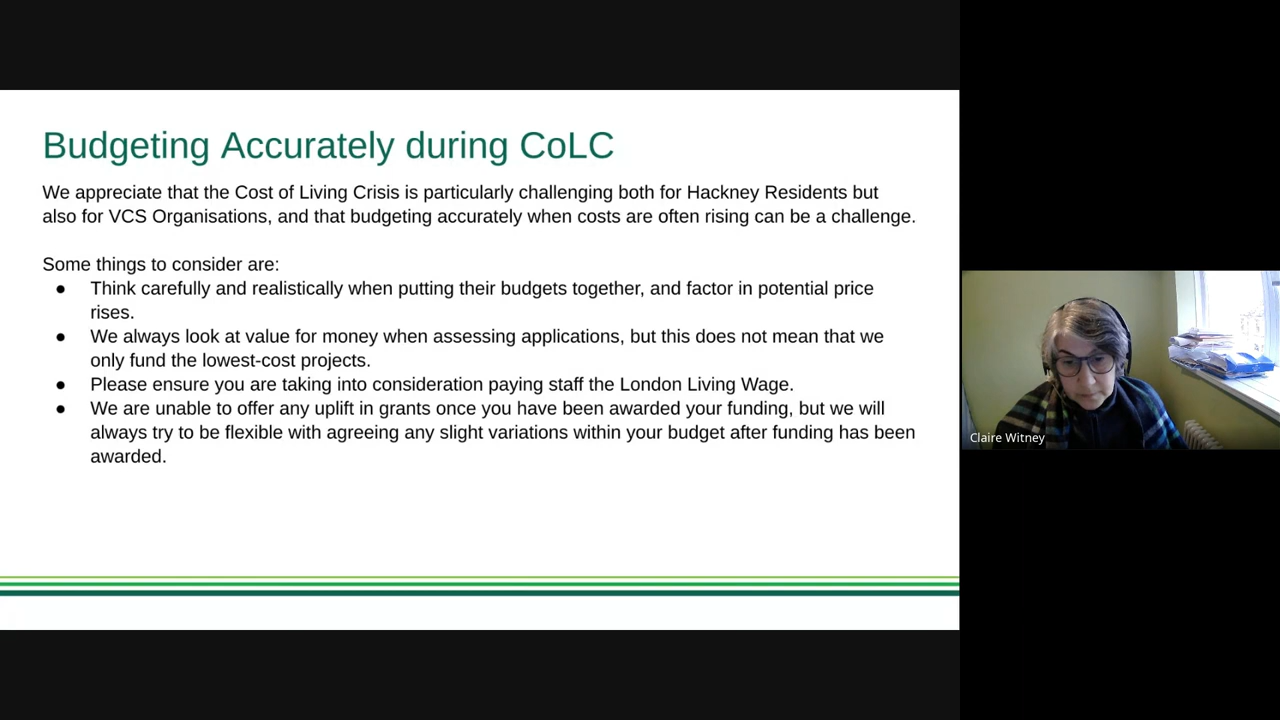 Budgeting Accurately during CoLC
We appreciate that the Cost of Living Crisis is particularly challenging both for Hackney Residents but
also for VCS Organisations, and that budgeting accurately when costs are often rising can be a challenge.
Some things to consider are:
● Think carefully and realistically when putting their budgets together, and factor in potential price
rises.
● We always look at value for money when assessing applications, but this does not mean that we
only fund the lowest-cost projects.
● Please ensure you are taking into consideration paying staff the London Living Wage.
● We are unable to offer any uplift in grants once you have been awarded your funding, but we will
always try to be flexible with agreeing any slight variations within your budget after funding has been
awarded.
Claire Witney